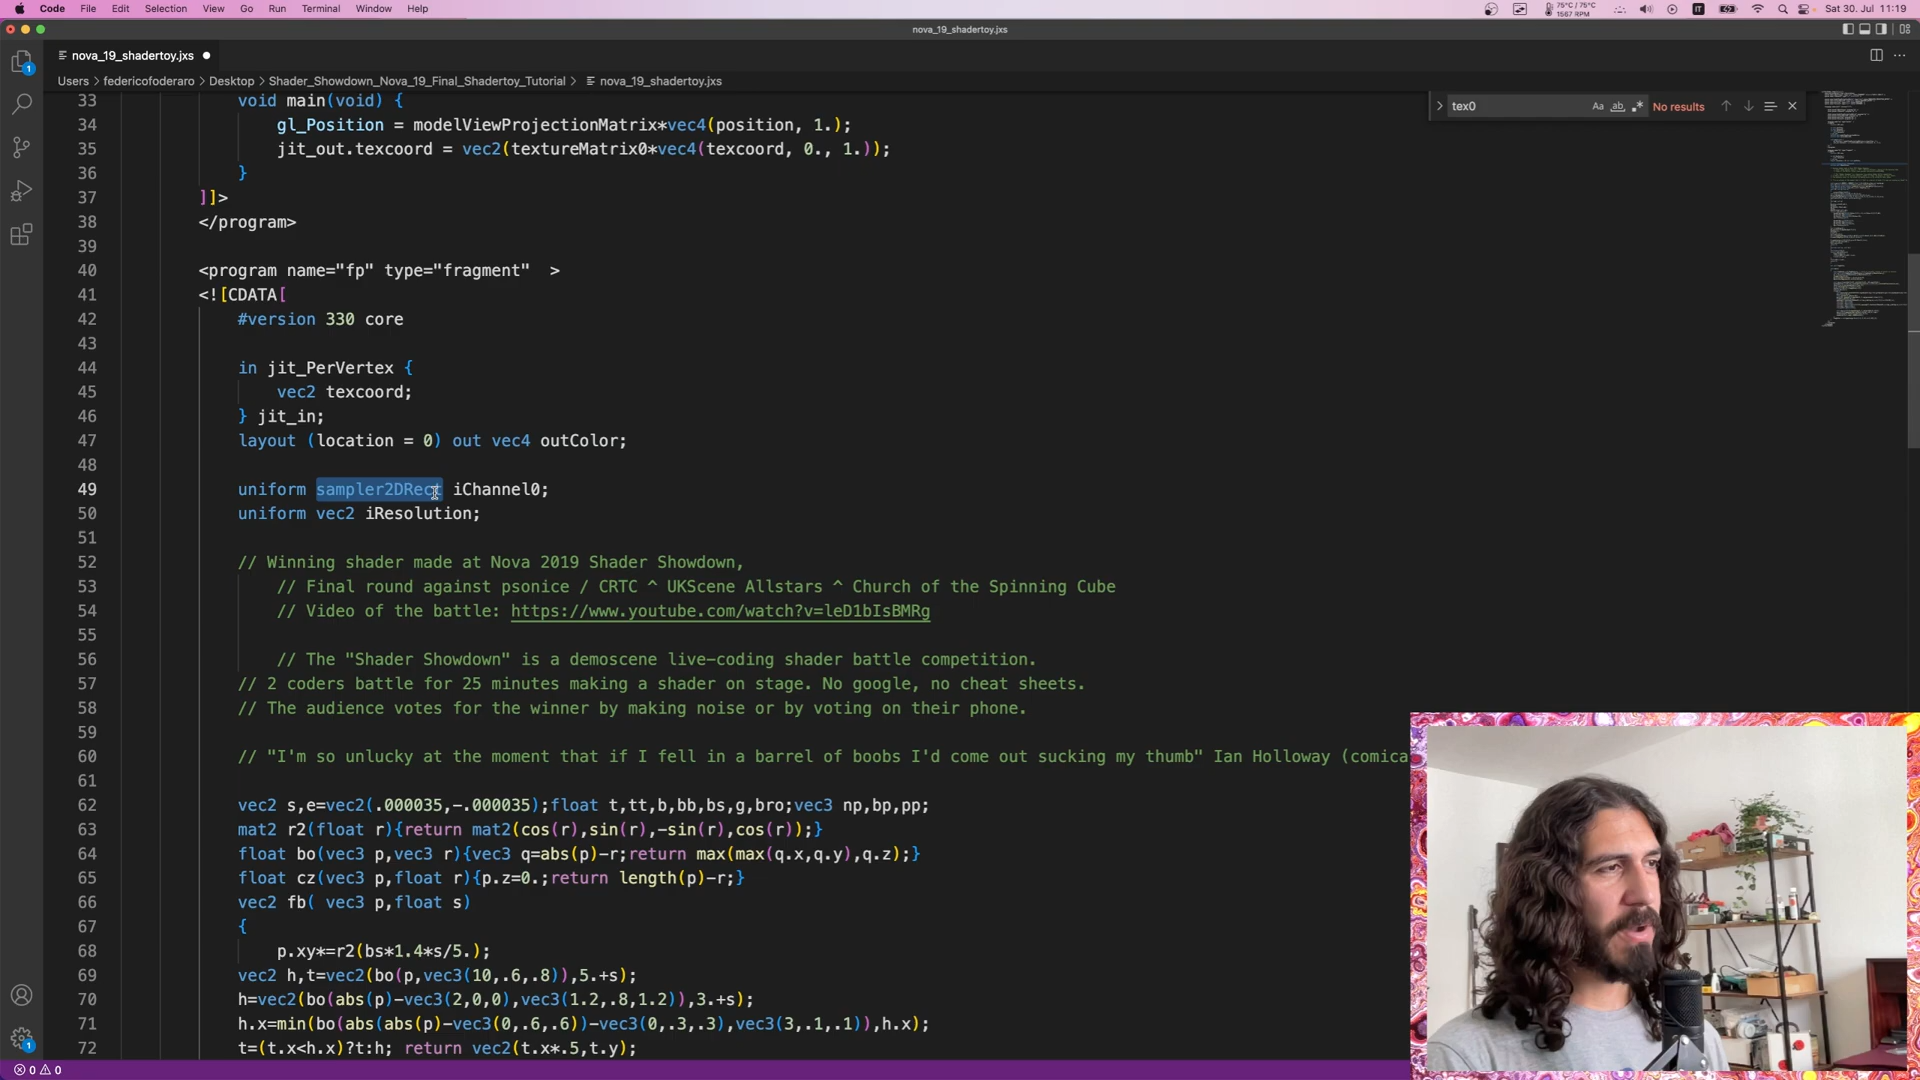 Code File Edit Selection View Go Run Terminal Window Help
75°C / 75°C
1567 RPM
IT
Sat 30. Jul 11:19
nova_19_shadertoy.jxs
nova_19_shadertoy.jxs
Users > federicofoderaro > Desktop > Shader_Showdown_Nova_19_Final_Shadertoy_Tutorial > nova_19_shadertoy.jxs
tex0
Aa ab .* No results
1
33 void main(void) {
34 gl_Position = modelViewProjectionMatrix*vec4(position, 1.);
35 jit_out.texcoord = vec2(textureMatrix0*vec4(texcoord, 0., 1.));
36 }
37 ]]>
38 </program>
39
40 <program name="fp" type="fragment"  >
41 <![CDATA[
42 #version 330 core
43
44 in jit_PerVertex {
45 vec2 texcoord;
46 } jit_in;
47 layout (location = 0) out vec4 outColor;
48
49 uniform sampler2DRect iChannel0;
50 uniform vec2 iResolution;
51
52 // Winning shader made at Nova 2019 Shader Showdown,
53 // Final round against psonice / CRTC ^ UKScene Allstars ^ Church of the Spinning Cube
54 // Video of the battle: https://www.youtube.com/watch?v=leD1bIsBMRg
55
56 // The "Shader Showdown" is a demoscene live-coding shader battle competition.
57 // 2 coders battle for 25 minutes making a shader on stage. No google, no cheat sheets.
58 // The audience votes for the winner by making noise or by voting on their phone.
59
60 // "I'm so unlucky at the moment that if I fell in a barrel of boobs I'd come out sucking my thumb" Ian Holloway (comica
61
62 vec2 s,e=vec2(.000035,-.000035);float t,tt,b,bb,bs,g,bro;vec3 np,bp,pp;
63 mat2 r2(float r){return mat2(cos(r),sin(r),-sin(r),cos(r));}
64 float bo(vec3 p,vec3 r){vec3 q=abs(p)-r;return max(max(q.x,q.y),q.z);}
65 float cz(vec3 p,float r){p.z=0.;return length(p)-r;}
66 vec2 fb( vec3 p,float s)
67 {
68 p.xy*=r2(bs*1.4*s/5.);
69 vec2 h,t=vec2(bo(p,vec3(10,.6,.8)),5.+s);
70 h=vec2(bo(abs(p)-vec3(2,0,0),vec3(1.2,.8,1.2)),3.+s);
71 h.x=min(bo(abs(abs(p)-vec3(0,.6,.6))-vec3(0,.3,.3),vec3(3,.1,.1)),h.x);
72 t=(t.x<h.x)?t:h; return vec2(t.x*.5,t.y);
1
0 0